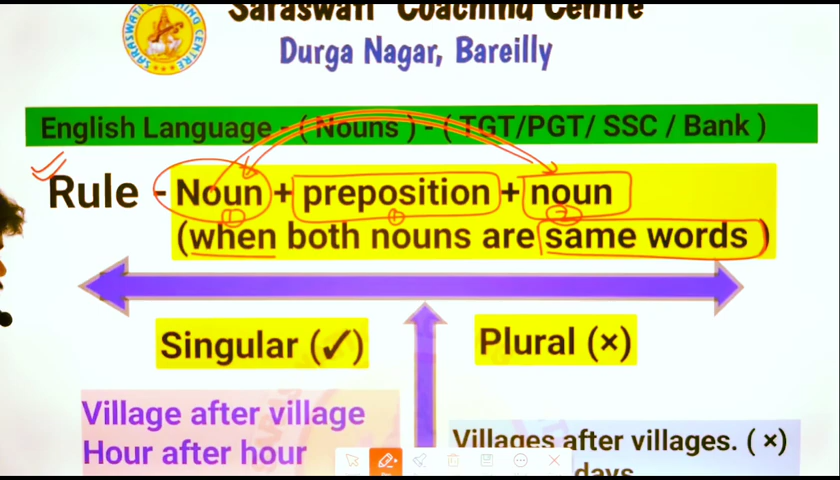 Saraswati Coaching Centre
Durga Nagar, Bareilly
English Language - ( Nouns ) - ( TGT/PGT/ SSC / Bank )
Rule - Noun + preposition + noun
(when both nouns are same words )
Singular (✓)
Plural (×)
Village after village
Hour after hour
Villages after villages. ( ×)
days